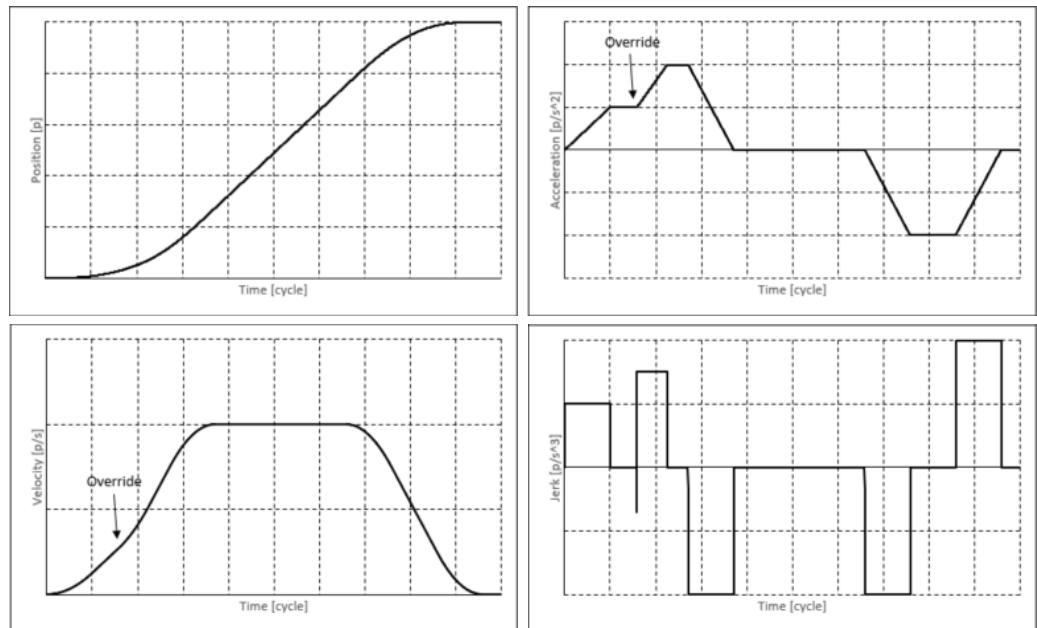 Position [p]
Time [cycle]
Override
Acceleration [p/s^2]
Time [cycle]
Override
Velocity [p/s]
Time [cycle]
Jerk [p/s^3]
Time [cycle]